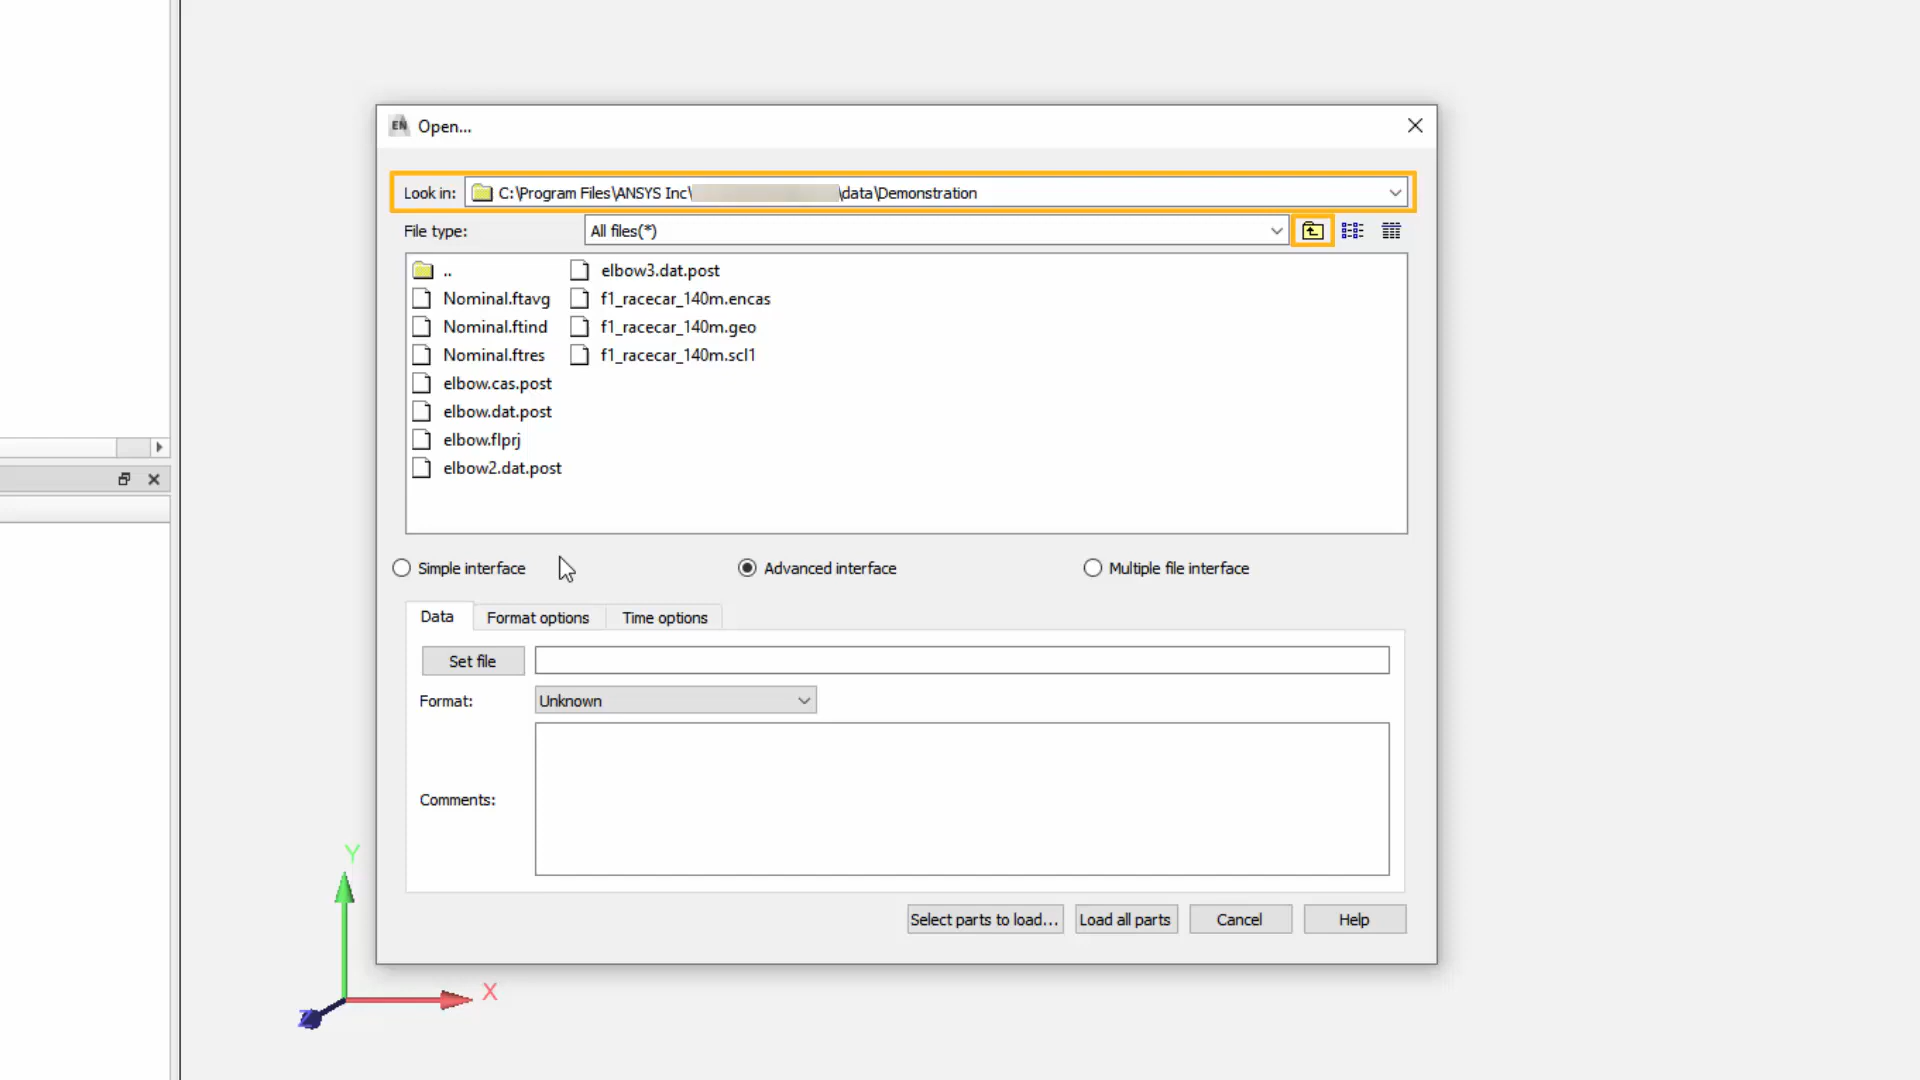 EN Open...
Look in: C:\Program Files\ANSYS Inc\ \data\Demonstration
File type: All files(*)
..
Nominal.ftavg
Nominal.ftind
Nominal.ftres
elbow.cas.post
elbow.dat.post
elbow.flprj
elbow2.dat.post
elbow3.dat.post
f1_racecar_140m.encas
f1_racecar_140m.geo
f1_racecar_140m.scl1
Simple interface Advanced interface Multiple file interface
Data Format options Time options
Set file
Format: Unknown
Comments:
Select parts to load... Load all parts Cancel Help
Y
X
Z